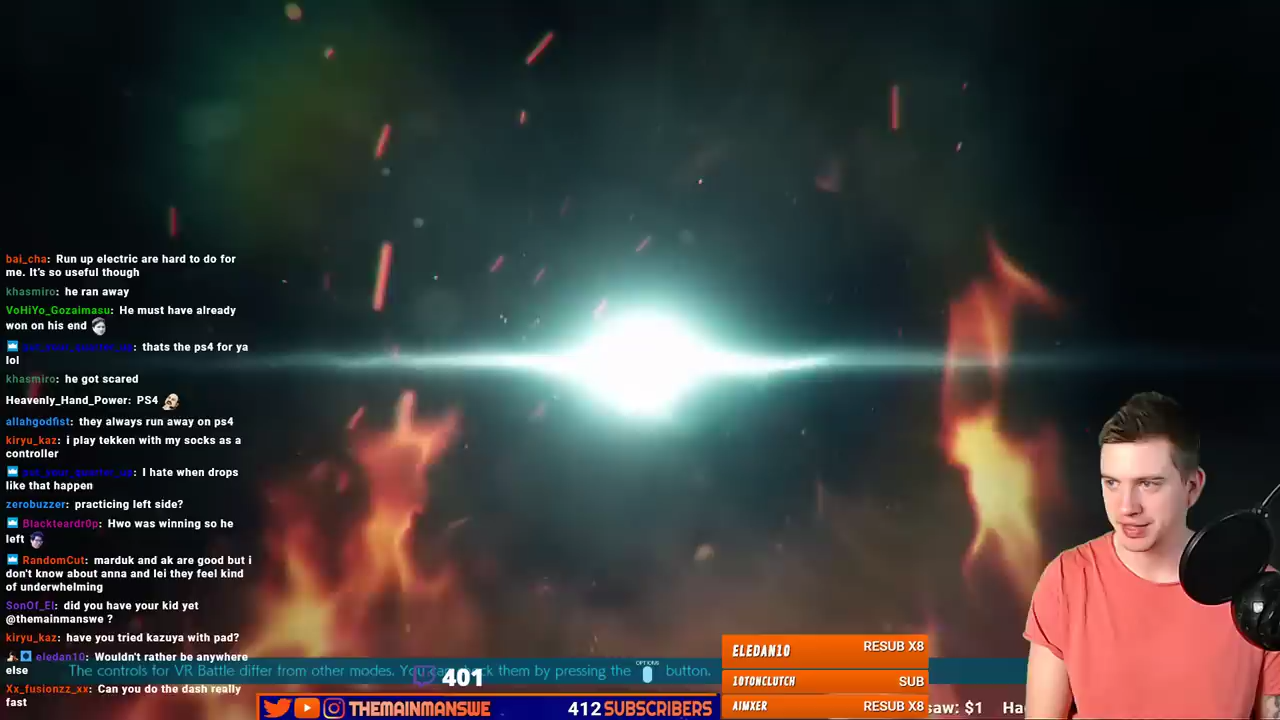 bai_cha: Run up electric are hard to do for
me. It's so useful though
khasmiro: he ran away
VoHiYo_Gozaimasu: He must have already
won on his end
thats the ps4 for ya
lol
khasmiro: he got scared
Heavenly_Hand_Power: PS4
allahgodfist: they always run away on ps4
kiryu_kaz: i play tekken with my socks as a
controller
I hate when drops
like that happen
zerobuzzer: practicing left side?
Blackteardr0p: Hwo was winning so he
left
RandomCut: marduk and ak are good but i
don't know about anna and lei they feel kind
of underwhelming
SonOf_El: did you have your kid yet
@themainmanswe ?
kiryu_kaz: have you tried kazuya with pad?
eledan10: Wouldn't rather be anywhere
else
Xx_fusionzz_xx: Can you do the dash really
fast
The controls for VR Battle differ from other modes. You can check them by pressing the OPTIONS button.
401
THEMAINMANSWE 412 SUBSCRIBERS
ELEDAN10 RESUB X8
10TONCLUTCH SUB
AIMXER RESUB X8
saw: $1 Ha